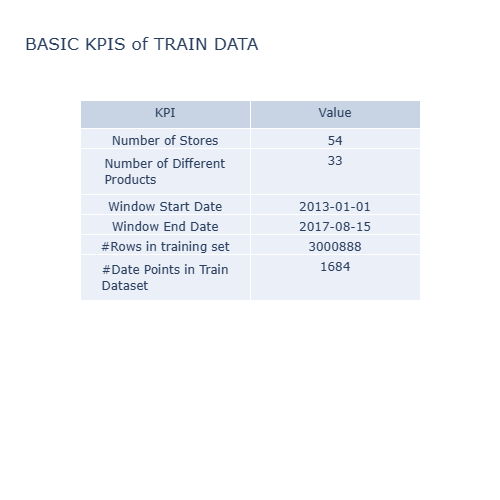 BASIC KPIS of TRAIN DATA
KPI Value
Number of Stores 54
Number of Different 33
Products
Window Start Date 2013-01-01
Window End Date 2017-08-15
#Rows in training set 3000888
#Date Points in Train 1684
Dataset